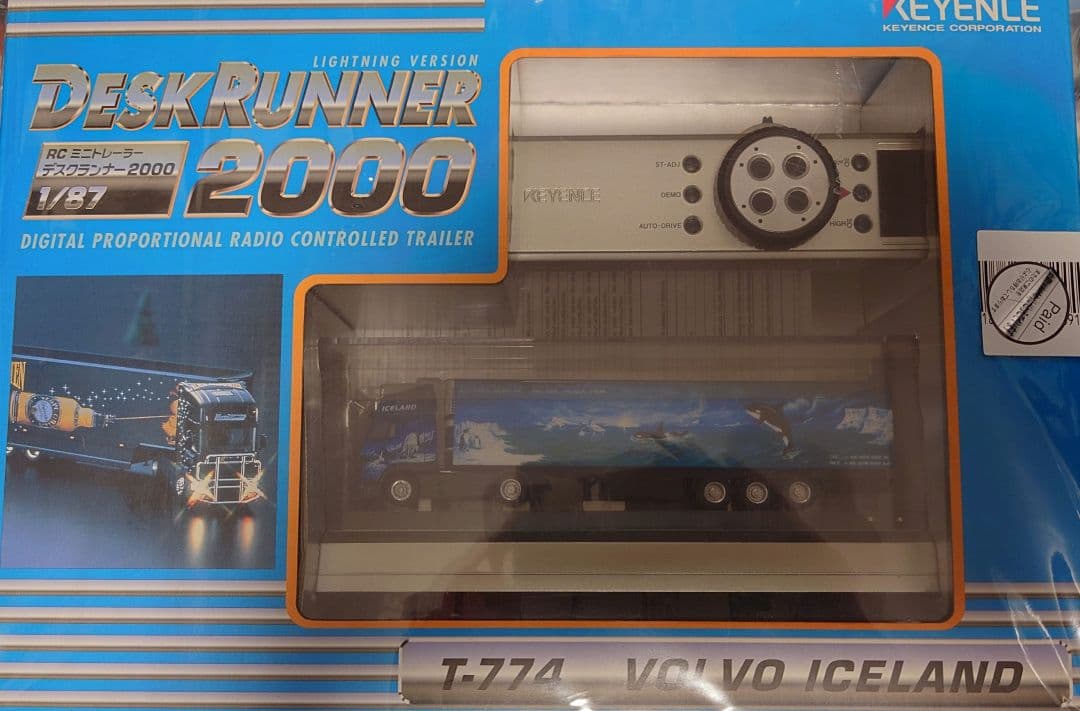 KEYENCE
KEYENCE CORPORATION
LIGHTNING VERSION
DESKRUNNER
2000
RC ミニトレーラー
デスクランナー2000
1/87
DIGITAL PROPORTIONAL RADIO CONTROLLED TRAILER
KEYENCE
ST-ADJ
DEMO
AUTO-DRIVE
HIGH
Paid
ICELAND
T-774 VOLVO ICELAND